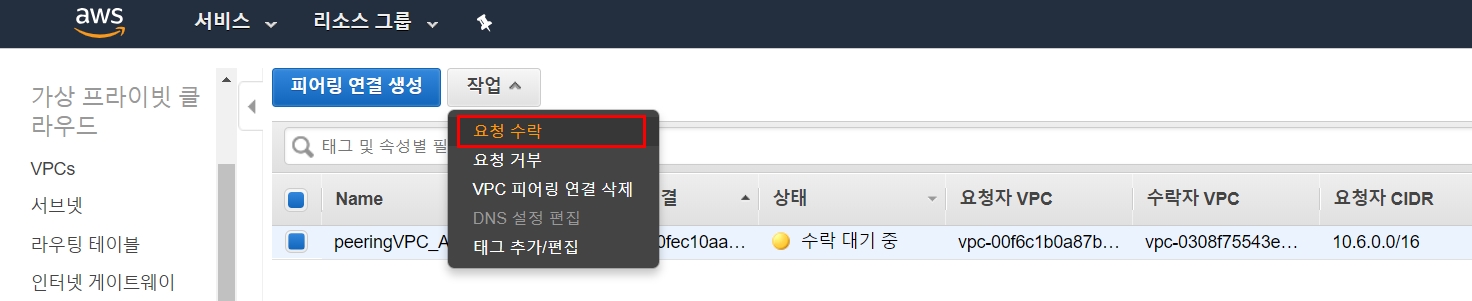 aws 서비스 리소스 그룹
가상 프라이빗 클
라우드
VPCs
서브넷
라우팅 테이블
인터넷 게이트웨이
피어링 연결 생성 작업
요청 수락
요청 거부
VPC 피어링 연결 삭제
DNS 설정 편집
태그 추가/편집
태그 및 속성별 필
Name 결 상태 요청자 VPC 수락자 VPC 요청자 CIDR
peeringVPC_A 0fec10aa… 수락 대기 중 vpc-00f6c1b0a87b… vpc-0308f75543e… 10.6.0.0/16